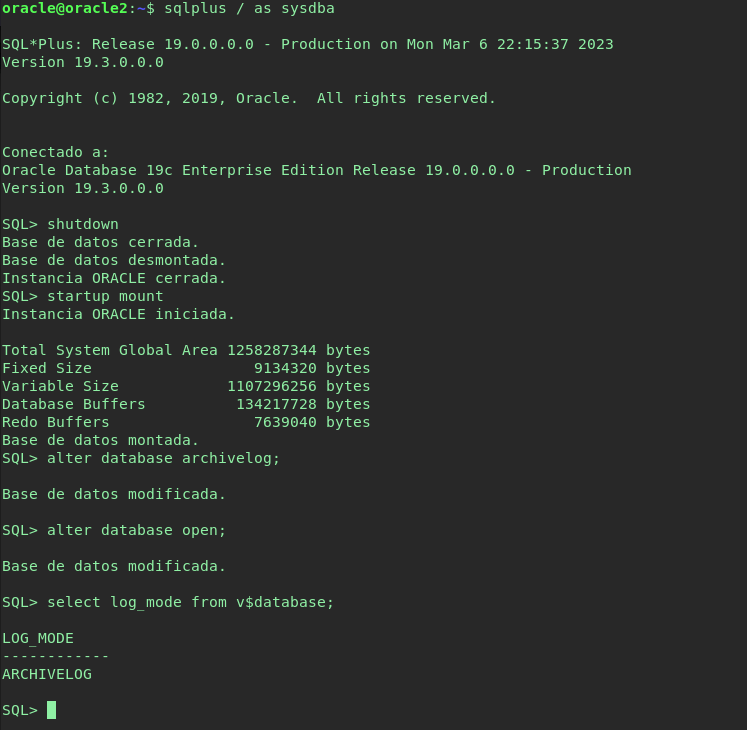 oracle@oracle2:~$ sqlplus / as sysdba
SQL*Plus: Release 19.0.0.0.0 - Production on Mon Mar 6 22:15:37 2023
Version 19.3.0.0.0
Copyright (c) 1982, 2019, Oracle.  All rights reserved.
Conectado a:
Oracle Database 19c Enterprise Edition Release 19.0.0.0.0 - Production
Version 19.3.0.0.0
SQL> shutdown
Base de datos cerrada.
Base de datos desmontada.
Instancia ORACLE cerrada.
SQL> startup mount
Instancia ORACLE iniciada.
Total System Global Area 1258287344 bytes
Fixed Size                  9134320 bytes
Variable Size            1107296256 bytes
Database Buffers          134217728 bytes
Redo Buffers                7639040 bytes
Base de datos montada.
SQL> alter database archivelog;
Base de datos modificada.
SQL> alter database open;
Base de datos modificada.
SQL> select log_mode from v$database;
LOG_MODE
------------
ARCHIVELOG
SQL>